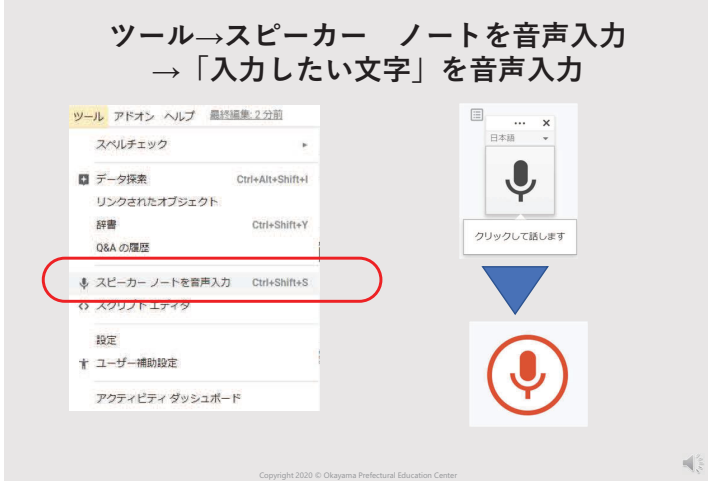 ツール→スピーカー　ノートを音声入力
→「入力したい文字」を音声入力
ツール アドオン ヘルプ 最終編集: 2 分前
スペルチェック
データ探索 Ctrl+Alt+Shift+I
リンクされたオブジェクト
辞書 Ctrl+Shift+Y
Q&A の履歴
スピーカー ノートを音声入力 Ctrl+Shift+S
スクリプト エディタ
設定
ユーザー補助設定
アクティビティ ダッシュボード
日本語
クリックして話します
Copyright 2020 © Okayama Prefectural Education Center